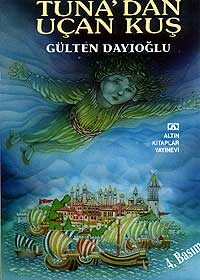 TUNA'DAN
UÇAN KUŞ
GÜLTEN DAYIOĞLU
ALTIN
KİTAPLAR
YAYINEVİ
4. Basım